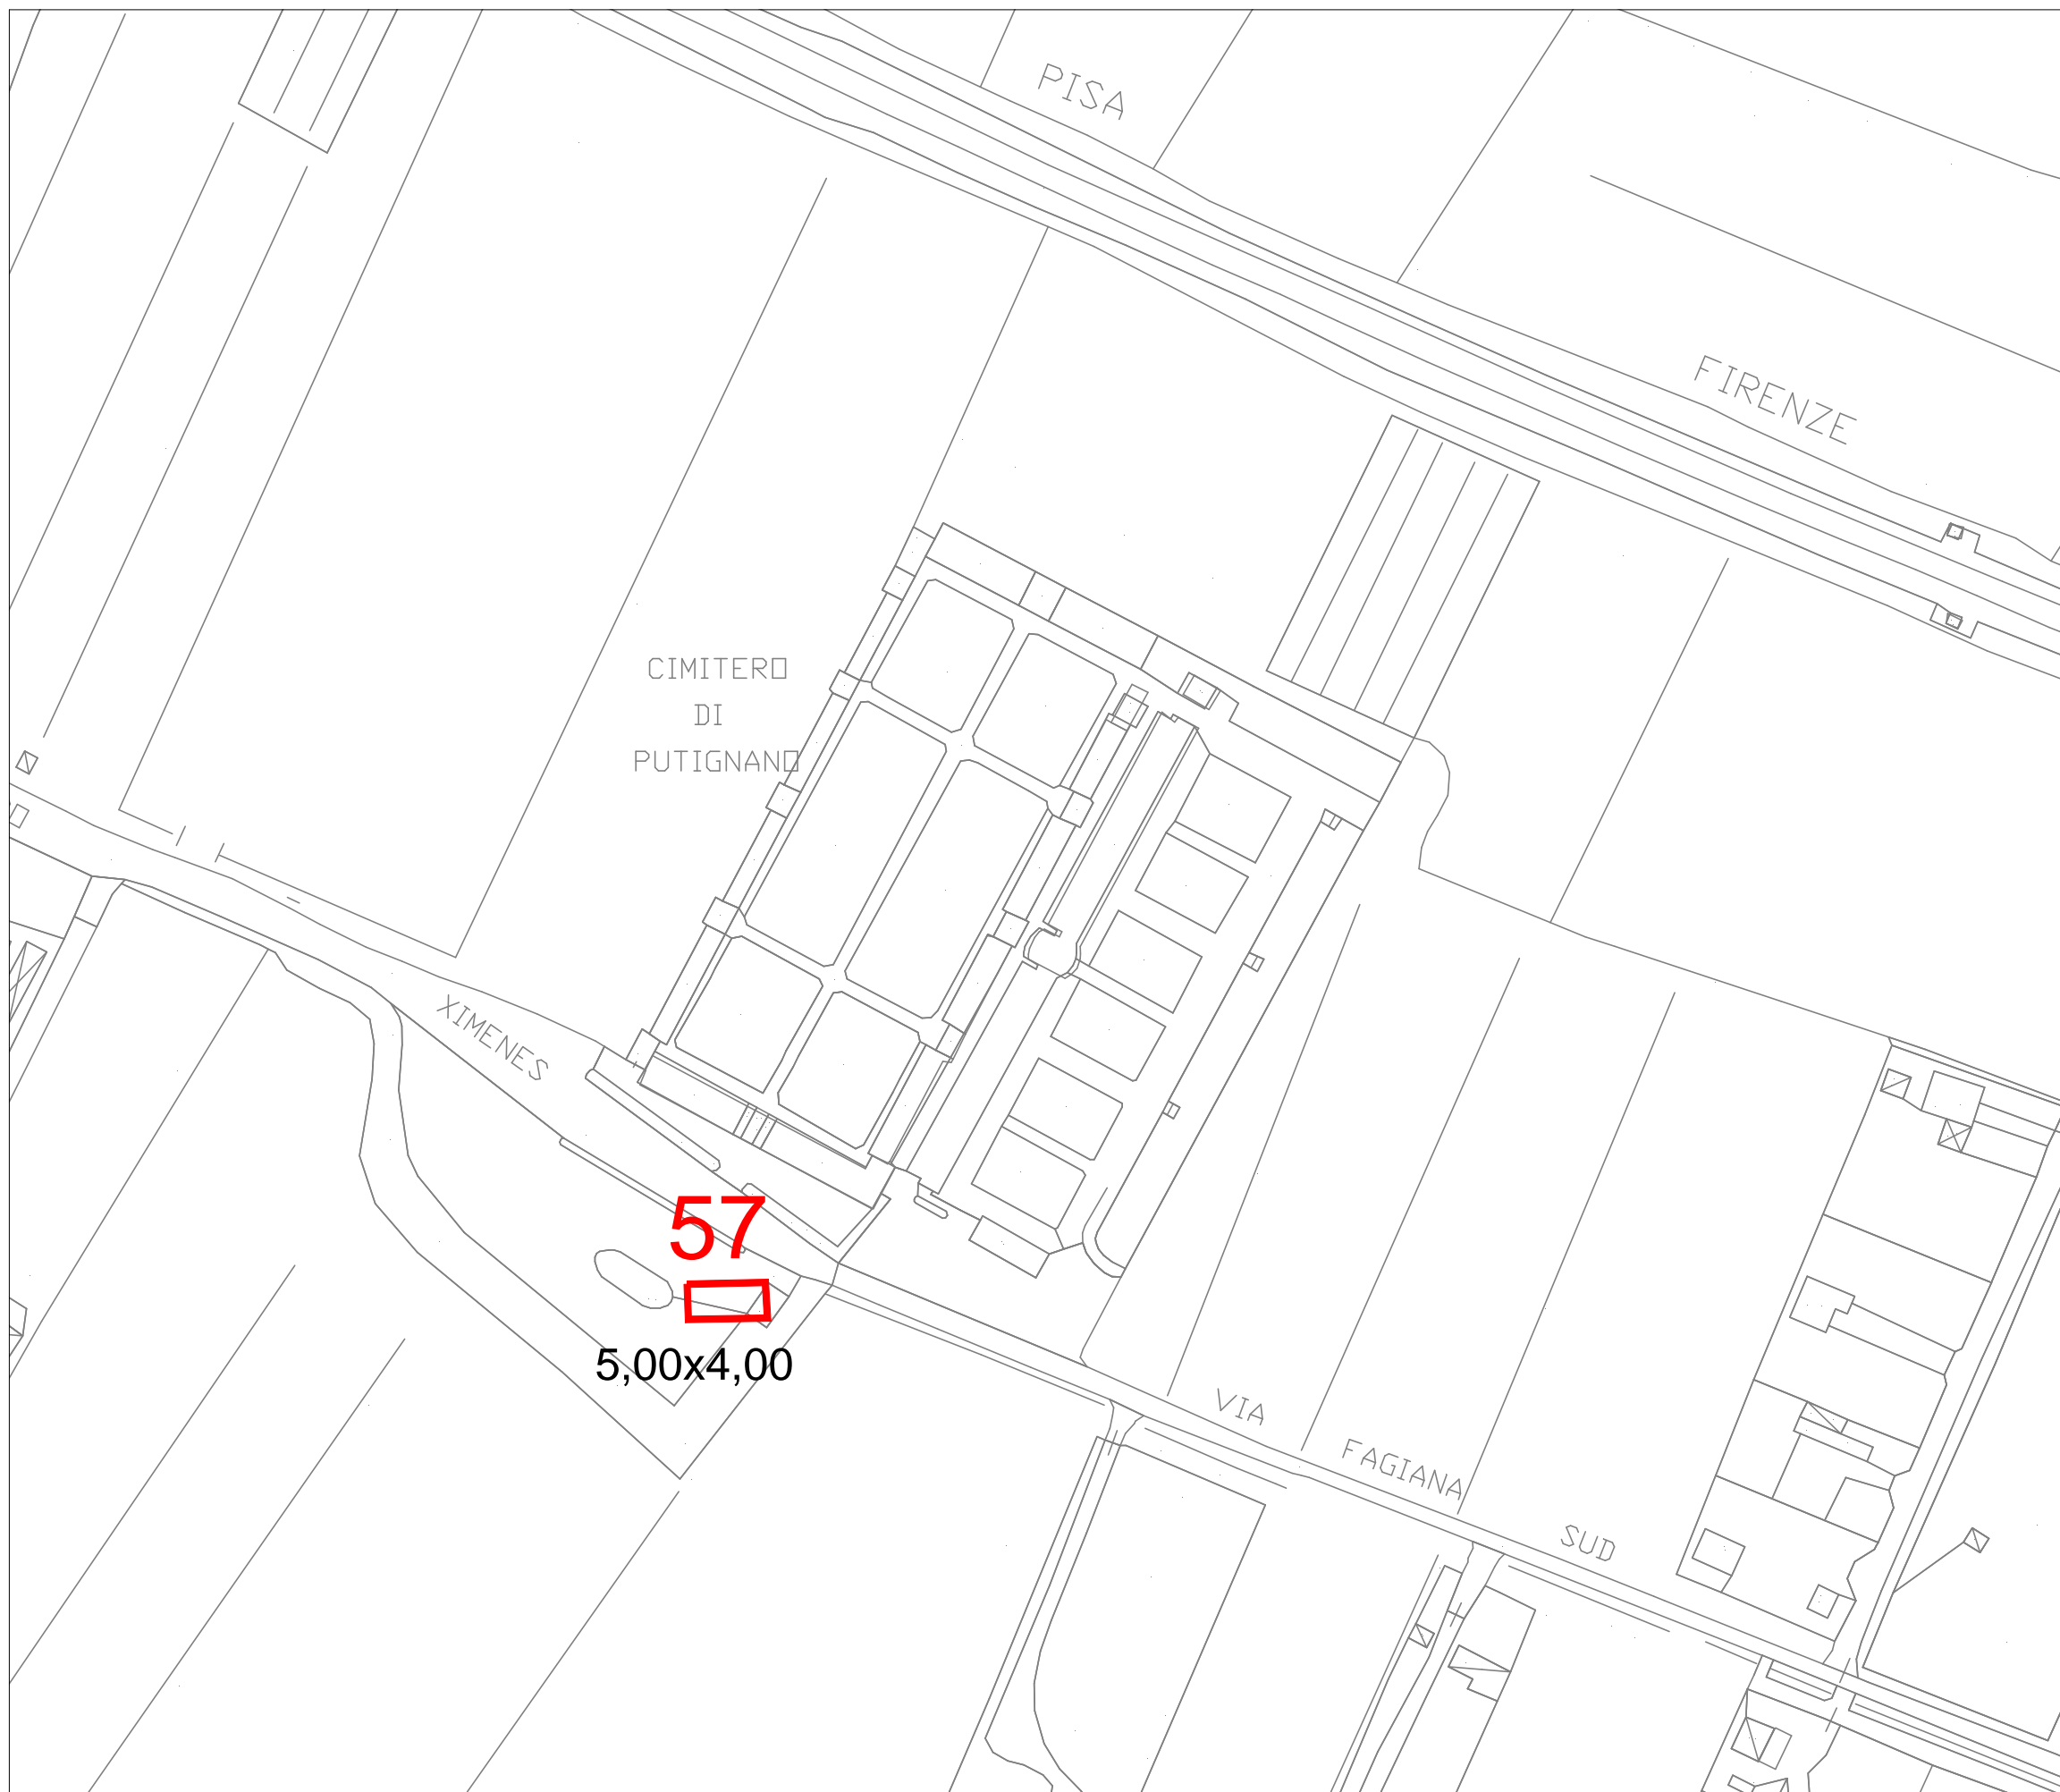 PISA
FIRENZE
CIMITERO
DI
PUTIGNANO
XIMENES
57
5,00x4,00
VIA
FAGIANA
SUD